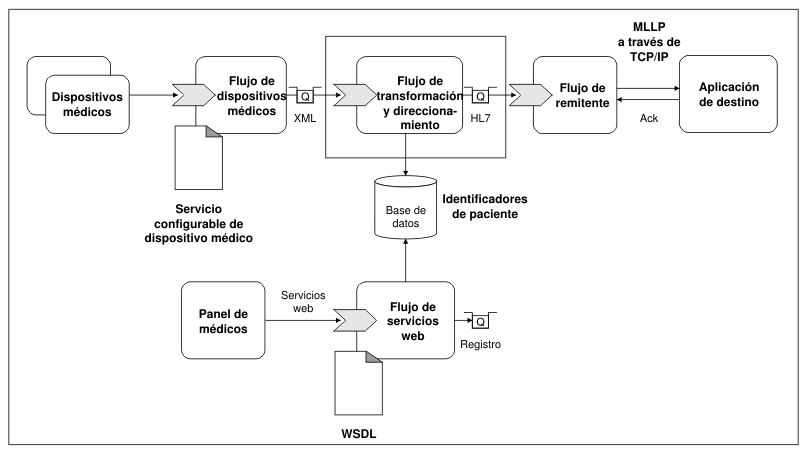 MLLP
a través de
TCP/IP
Dispositivos
médicos
Flujo de
dispositivos
médicos
Q
XML
Flujo de
transformación
y direcciona-
miento
Q
HL7
Flujo de
remitente
Ack
Aplicación
de destino
Servicio
configurable de
dispositivo médico
Base de
datos
Identificadores
de paciente
Panel de
médicos
Servicios
web
Flujo de
servicios
web
Q
Registro
WSDL